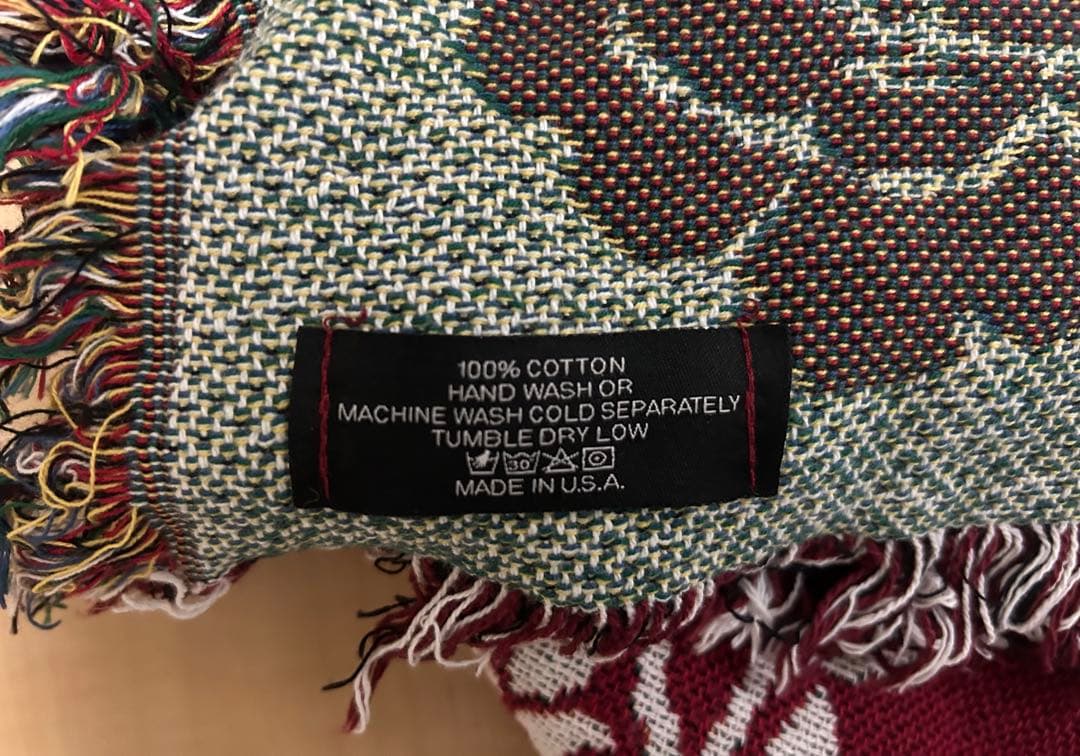 100% COTTON
HAND WASH OR
MACHINE WASH COLD SEPARATELY
TUMBLE DRY LOW
30°
MADE IN U.S.A.